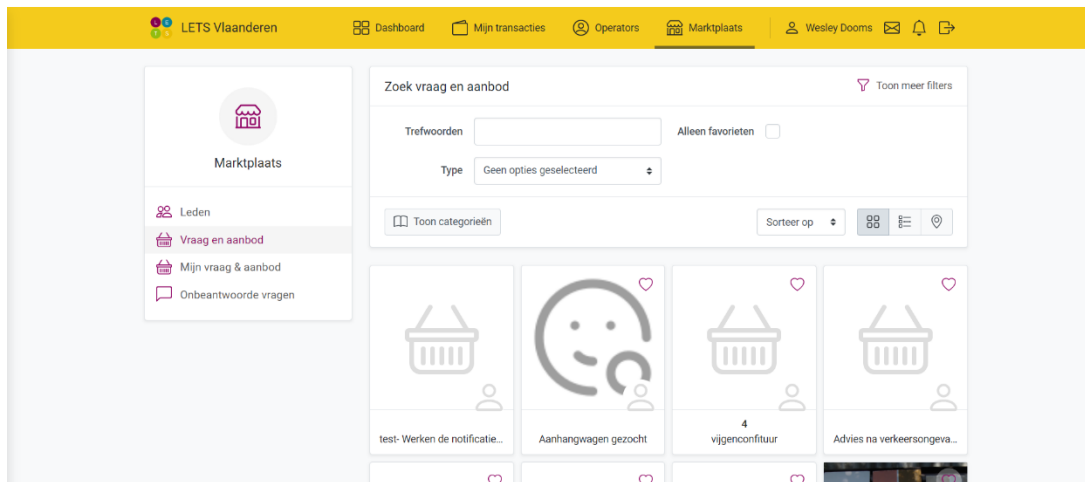 LETS
LETS Vlaanderen
Dashboard
Mijn transacties
Operators
Marktplaats
Wesley Dooms
Marktplaats
Leden
Vraag en aanbod
Mijn vraag & aanbod
Onbeantwoorde vragen
Zoek vraag en aanbod
Toon meer filters
Trefwoorden
Alleen favorieten
Type
Geen opties geselecteerd
Toon categorieën
Sorteer op
test- Werken de notificatie...
Aanhangwagen gezocht
4
vijgenconfituur
Advies na verkeersongeva...